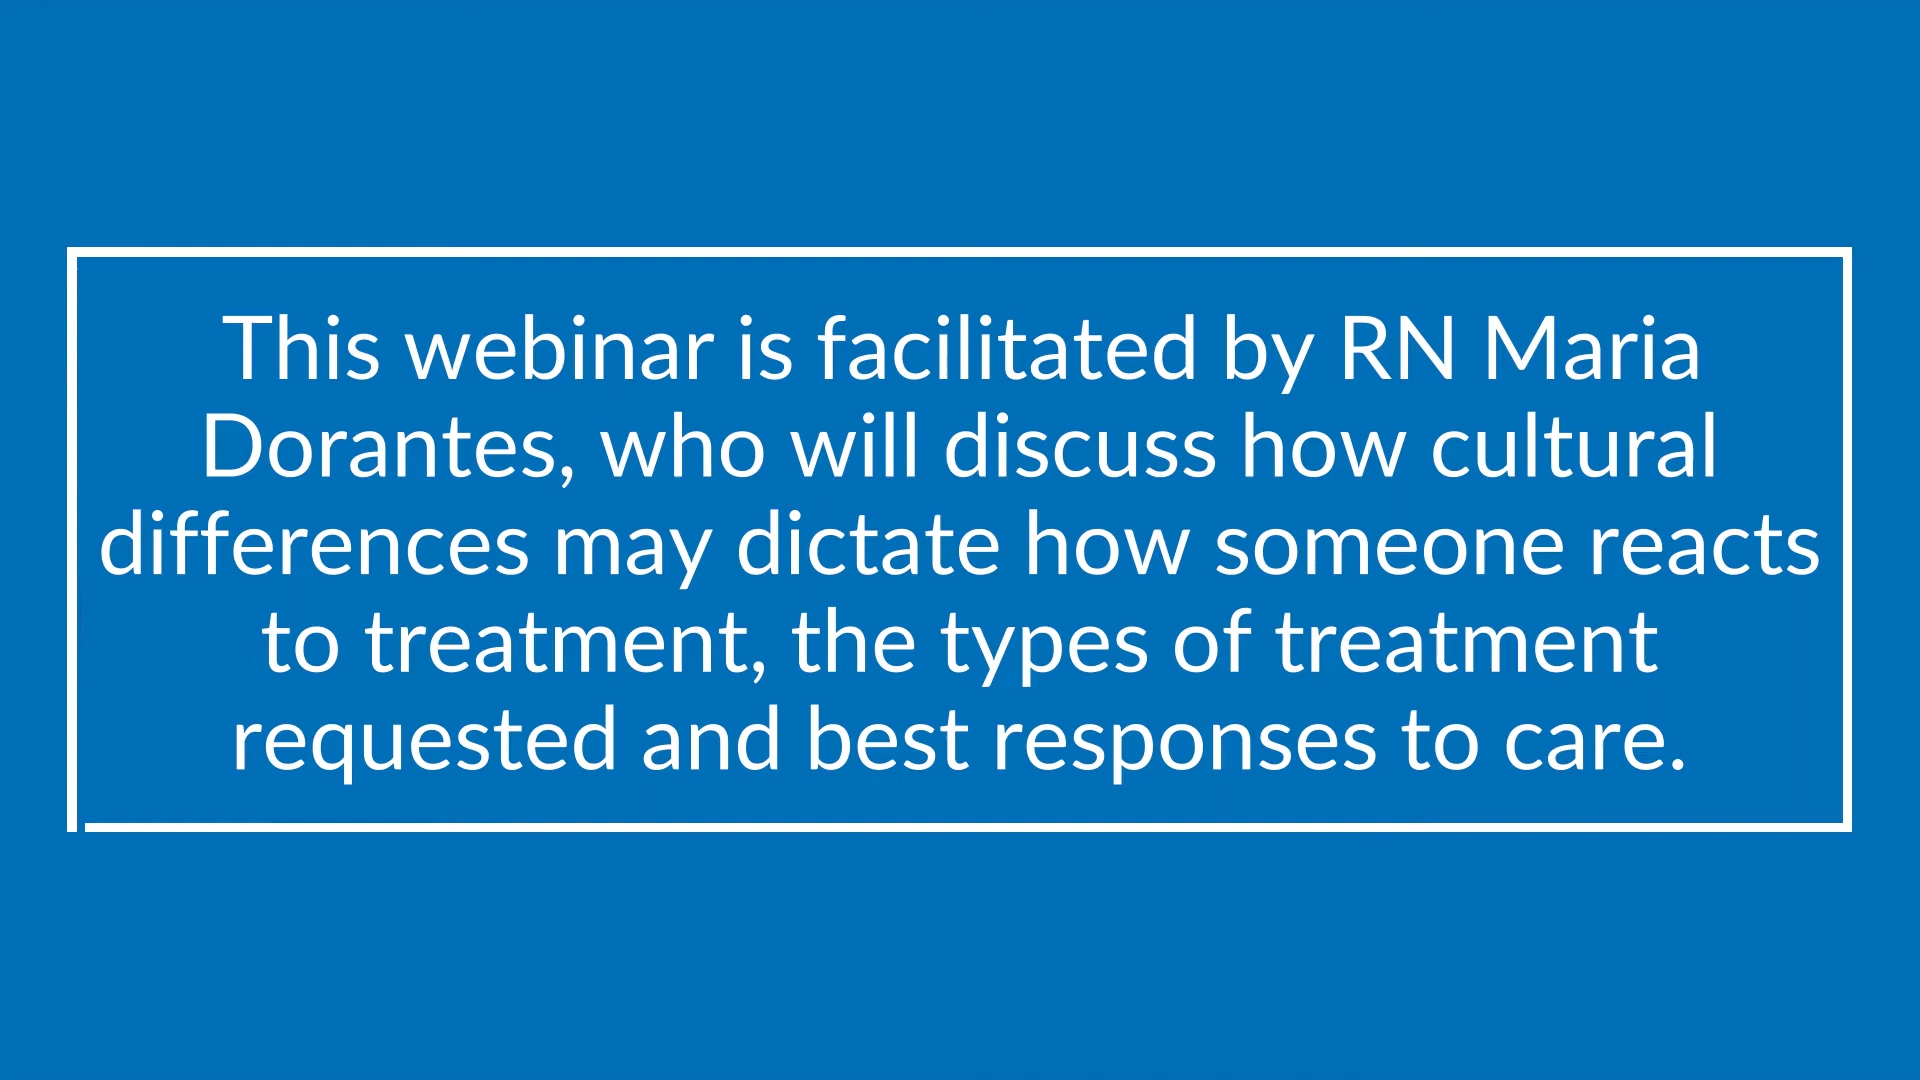 This webinar is facilitated by RN Maria
Dorantes, who will discuss how cultural
differences may dictate how someone reacts
to treatment, the types of treatment
requested and best responses to care.